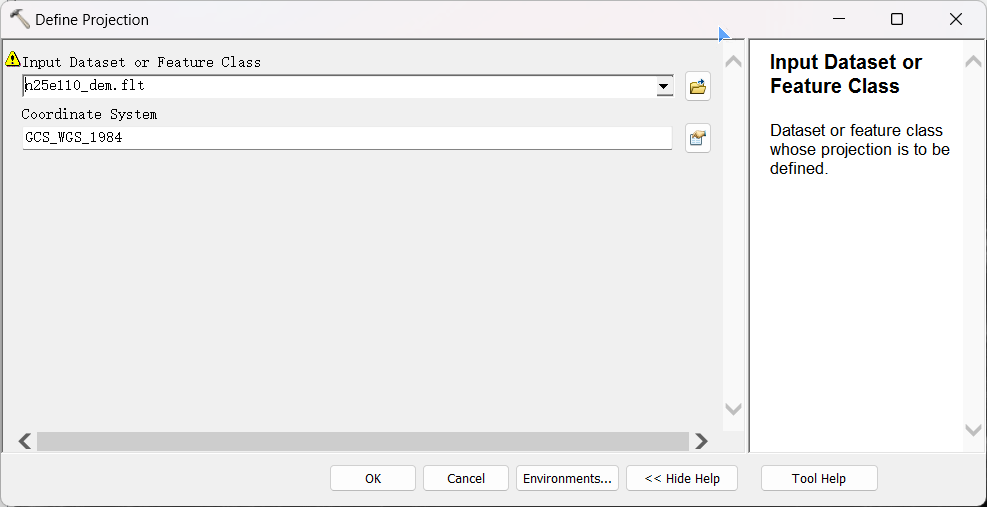 Define Projection
Input Dataset or Feature Class
n25e110_dem.flt
Coordinate System
GCS_WGS_1984
Input Dataset or
Feature Class
Dataset or feature class
whose projection is to be
defined.
OK
Cancel
Environments...
<< Hide Help
Tool Help